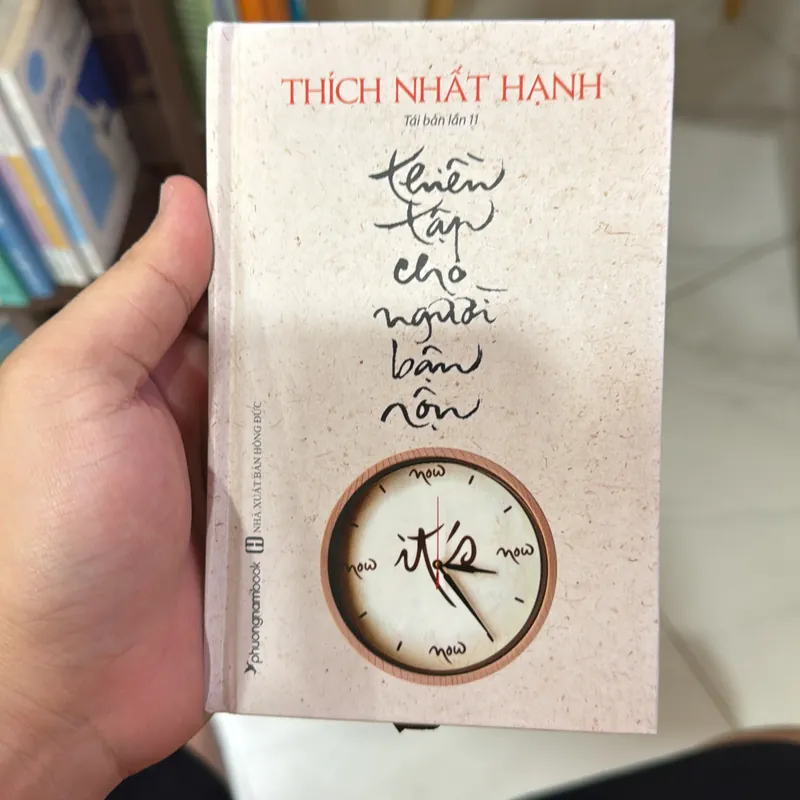 THÍCH NHẤT HẠNH
Tái bản lần 11
thiền
tập
cho
người
bận
rộn
now
it's
now
now
now
phuongnambook
H NHÀ XUẤT BẢN HỒNG ĐỨC